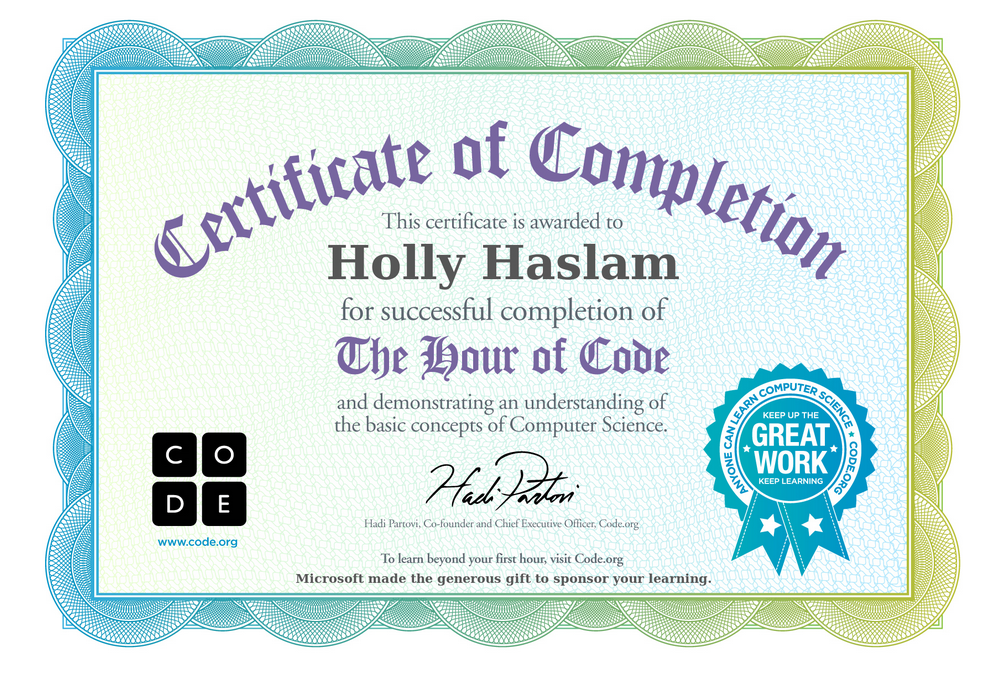 Certificate of Completion
This certificate is awarded to
Holly Haslam
for successful completion of
The Hour of Code
and demonstrating an understanding of
the basic concepts of Computer Science.
CO
DE
www.code.org
Hadi Partovi
Hadi Partovi, Co-founder and Chief Executive Officer, Code.org
ANYONE CAN LEARN COMPUTER SCIENCE ★ CODE.ORG
KEEP UP THE
GREAT
WORK
KEEP LEARNING
To learn beyond your first hour, visit Code.org
Microsoft made the generous gift to sponsor your learning.